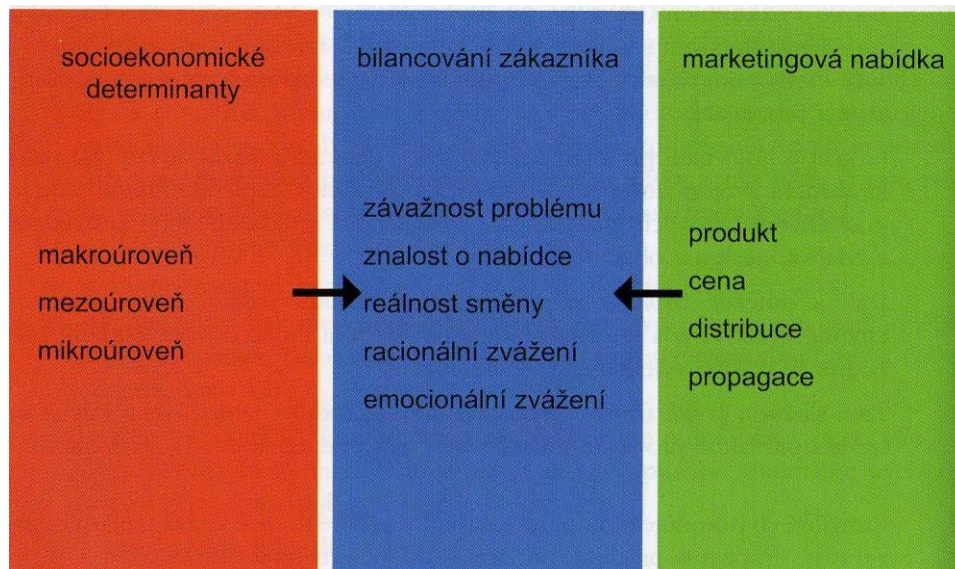 socioekonomické
determinanty
makroúroveň
mezoúroveň
mikroúroveň
bilancování zákazníka
závažnost problému
znalost o nabídce
reálnost směny
racionální zvážení
emocionální zvážení
marketingová nabídka
produkt
cena
distribuce
propagace